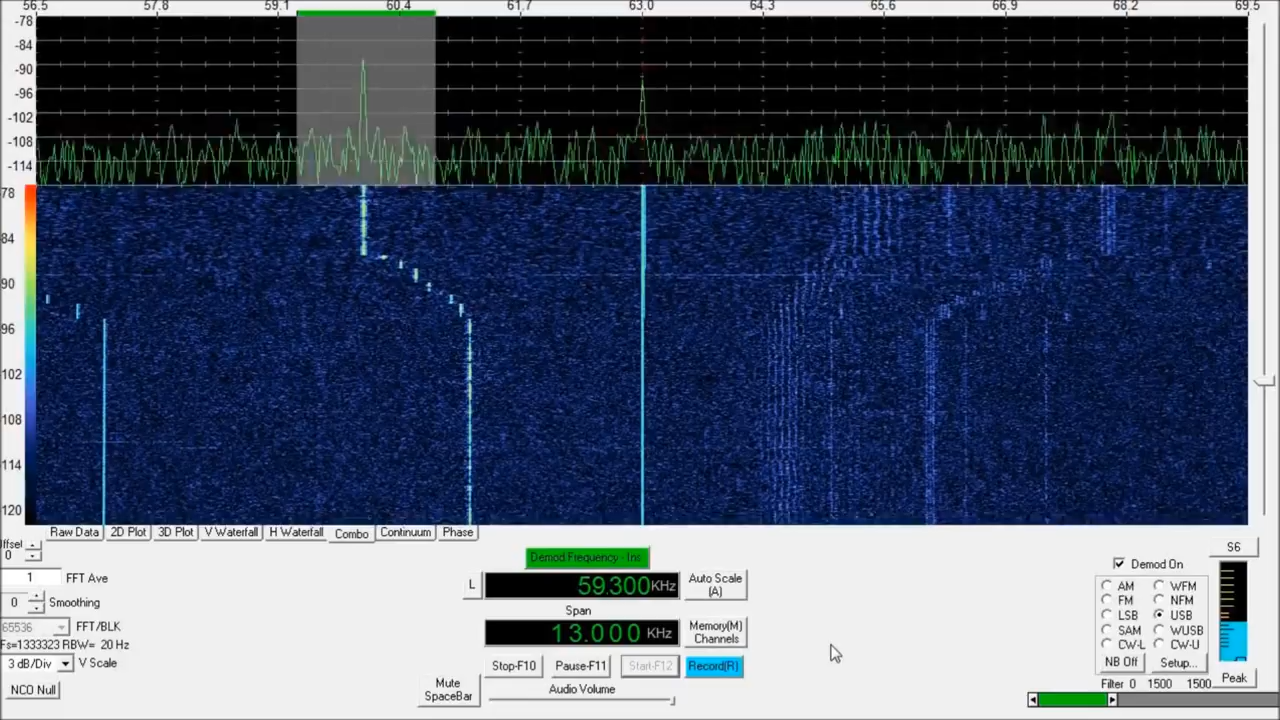 56.5 57.8 59.1 60.4 61.7 63.0 64.3 65.6 66.9 68.2 69.5
-78
-84
-90
-96
-102
-108
-114
78
84
90
96
102
108
114
120
Raw Data 2D Plot 3D Plot V Waterfall H Waterfall Combo Continuum Phase
Offset
0
1 FFT Ave
0 Smoothing
65536 FFT/BLK
Fs=1333323 RBW= 20 Hz
3 dB/Div V Scale
NCO Null
Demod Frequency - Ins
L 59.300 KHz Auto Scale (A)
Span
13.000 KHz Memory(M) Channels
Stop-F10 Pause-F11 Start-F12 Record(R)
Mute SpaceBar
Audio Volume
S6
Demod On
AM WFM
FM NFM
LSB USB
SAM WUSB
CW-L CW-U
NB Off Setup...
Peak
Filter 0 1500 1500